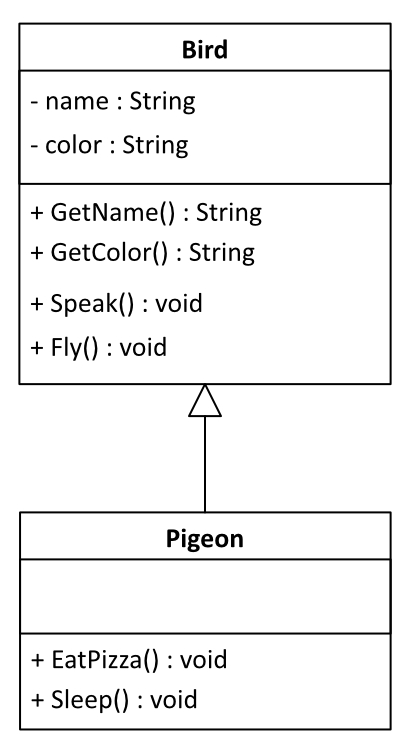 Bird
- name : String
- color : String
+ GetName() : String
+ GetColor() : String
+ Speak() : void
+ Fly() : void
Pigeon
+ EatPizza() : void
+ Sleep() : void